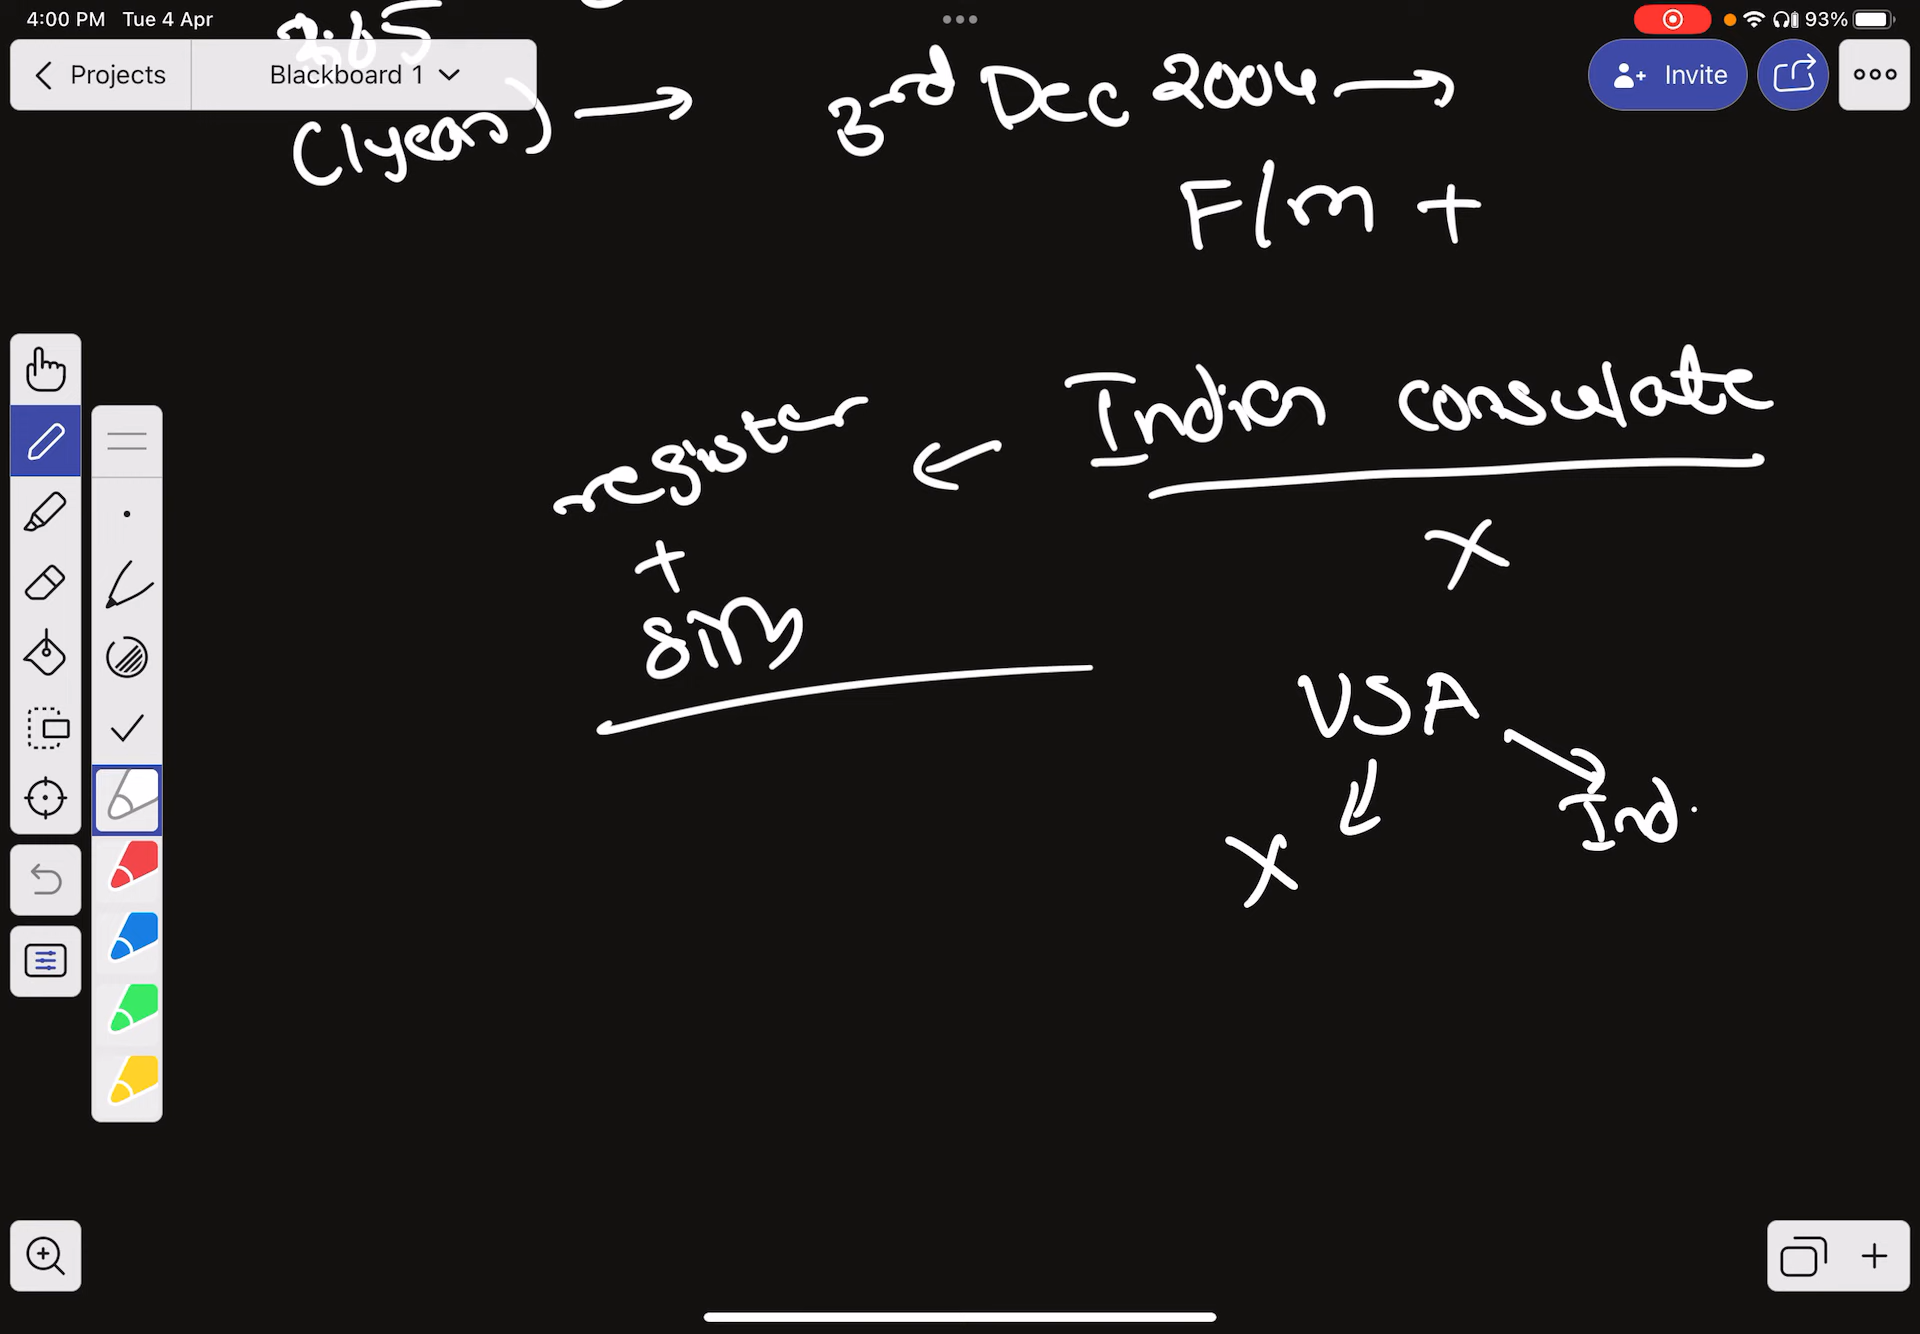 4:00 PM Tue 4 Apr
93%
Projects
Blackboard 1
Invite
365
(1year) → 3rd Dec 2004 →
F/m +
register ← Indian consulate
+
X
USA
X
Ind.